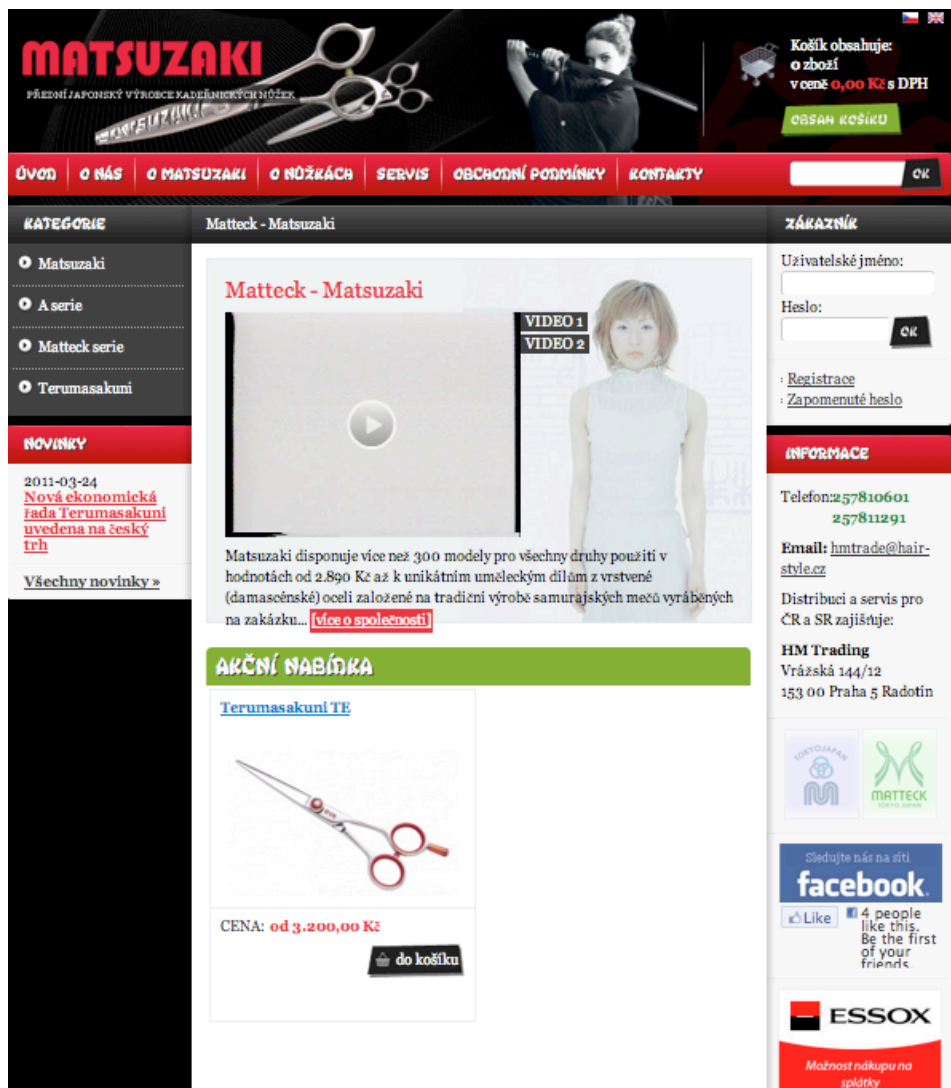 MATSUZAKI
PŘEDNÍ JAPONSKÝ VÝROBCE KADEŘNICKÝCH NŮŽEK
Košík obsahuje:
0 zboží
v ceně 0,00 Kč s DPH
OBSAH KOŠÍKU
ÚVOD
O NÁS
O MATSUZAKI
O NŮŽKÁCH
SERVIS
OBCHODNÍ PODMÍNKY
KONTAKTY
OK
KATEGORIE
Matsuzaki
A serie
Matteck serie
Terumasakuni
NOVINKY
2011-03-24
Nová ekonomická
řada Terumasakuni
uvedena na český
trh
Všechny novinky »
Matteck - Matsuzaki
Matteck - Matsuzaki
VIDEO 1
VIDEO 2
Matsuzaki disponuje více než 300 modely pro všechny druhy použití v
hodnotách od 2.890 Kč až k unikátním uměleckým dílům z vrstvené
(damascénské) oceli založené na tradiční výrobě samurajských mečů vyráběných
na zakázku... [více o společnosti]
AKČNÍ NABÍDKA
Terumasakuni TE
CENA: od 3.200,00 Kč
do košíku
ZÁKAZNÍK
Uživatelské jméno:
Heslo:
OK
Registrace
Zapomenuté heslo
INFORMACE
Telefon:257810601
257811291
Email: hmtrade@hair-
style.cz
Distribuci a servis pro
ČR a SR zajišťuje:
HM Trading
Vrážská 144/12
153 00 Praha 5 Radotín
TOKYO JAPAN
MATTECK
TOKYO JAPAN
Sledujte nás na síti
facebook.
Like
4 people
like this.
Be the first
of your
friends.
ESSOX
Možnost nákupu na
splátky